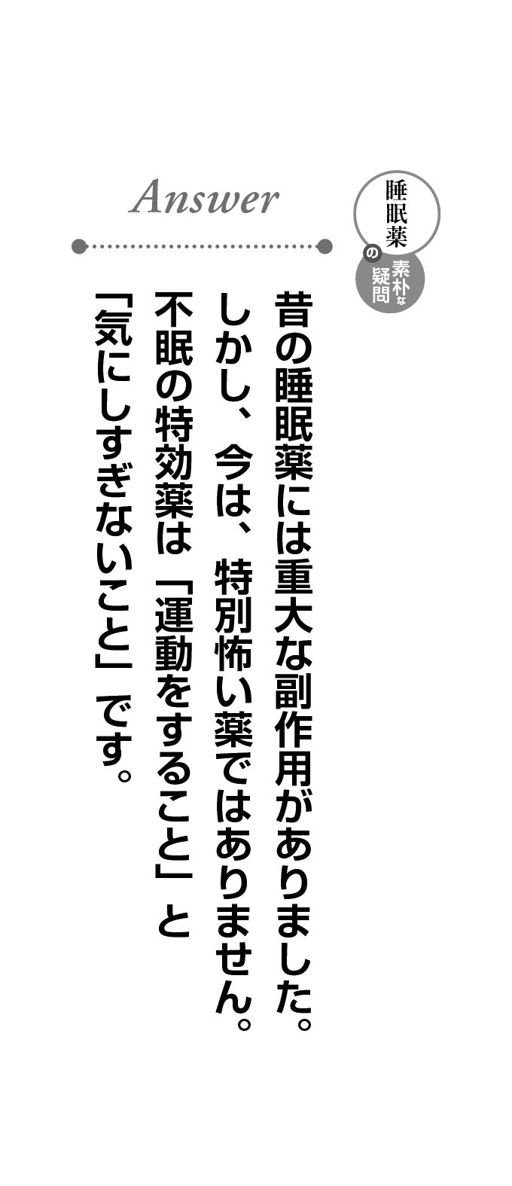 睡眠薬
の
素朴な
疑問
Answer
昔の睡眠薬には重大な副作用がありました。
しかし、今は、特別怖い薬ではありません。
不眠の特効薬は「運動をすること」と
「気にしすぎないこと」です。